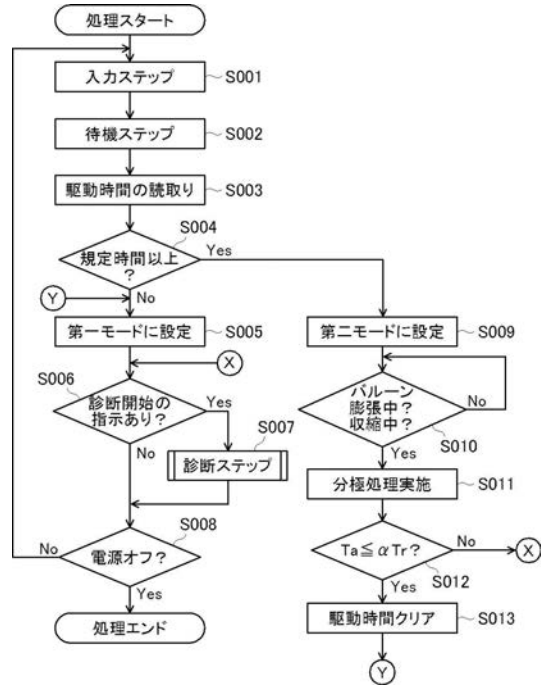 処理スタート
入力ステップ
S001
待機ステップ
S002
駆動時間の読取り
S003
S004
規定時間以上
?
Yes
Y
No
第一モードに設定
S005
X
S006
診断開始の
指示あり?
Yes
S007
診断ステップ
No
S008
電源オフ?
No
Yes
処理エンド
第二モードに設定
S009
バルーン
膨張中?
収縮中?
No
S010
Yes
分極処理実施
S011
Ta≦αTr?
No
X
S012
Yes
駆動時間クリア
S013
Y